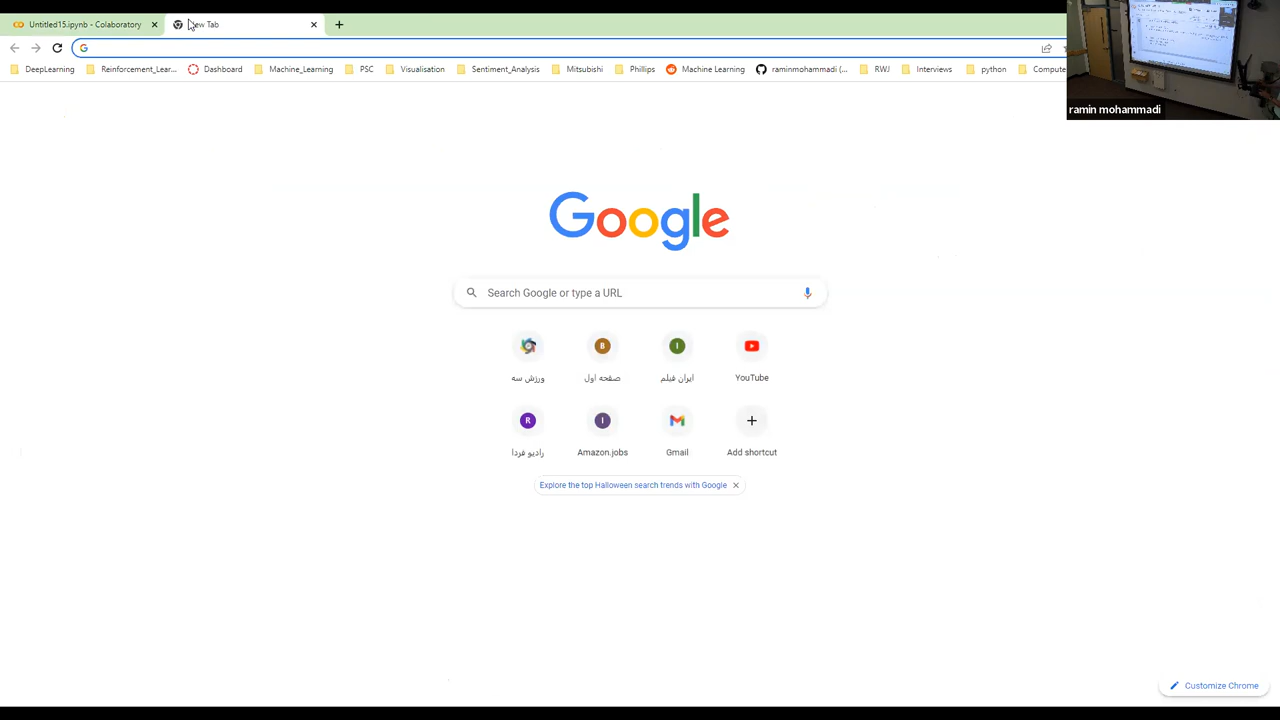 Untitled15.ipynb - Colaboratory
ew Tab
DeepLearning
Reinforcement_Lear...
Dashboard
Machine_Learning
PSC
Visualisation
Sentiment_Analysis
Mitsubishi
Phillips
Machine Learning
raminmohammadi (...
RWJ
Interviews
python
Compute
ramin mohammadi
Google
Search Google or type a URL
B
I
ورزش سه
صفحه اول
ایران فیلم
YouTube
R
I
رادیو فردا
Amazon.jobs
Gmail
Add shortcut
Explore the top Halloween search trends with Google
Customize Chrome